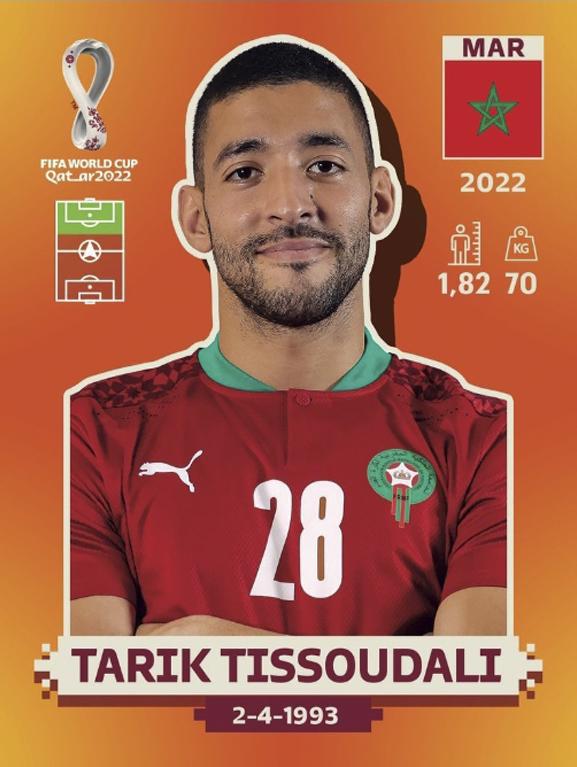 MAR
FIFA WORLD CUP
Qatar2022
2022
KG
1,82 70
28
TARIK TISSOUDALI
2-4-1993